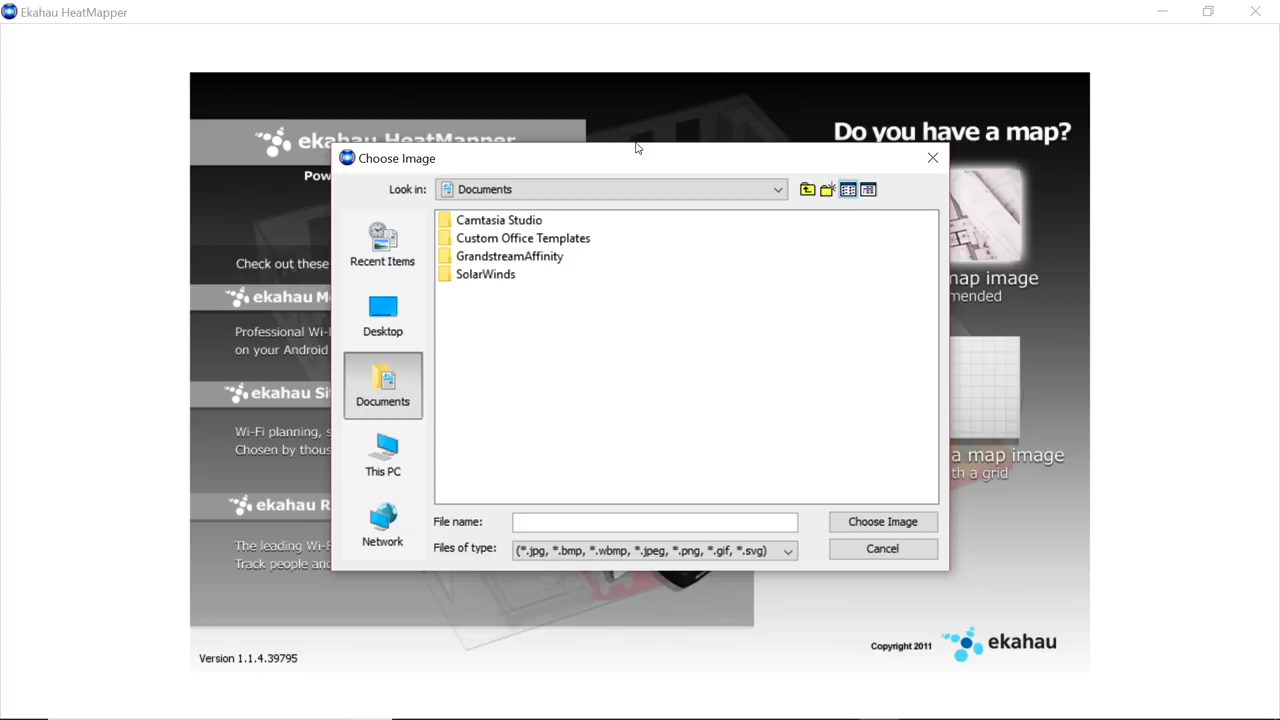 Ekahau HeatMapper
ekahau HeatMapper
Do you have a map?
Pow
Choose Image
Look in:
Documents
Camtasia Studio
Custom Office Templates
GrandstreamAffinity
SolarWinds
Recent Items
Desktop
Documents
This PC
Network
File name:
Choose Image
Files of type:
(*.jpg, *.bmp, *.wbmp, *.jpeg, *.png, *.gif, *.svg)
Cancel
Check out these
ekahau M
Professional Wi-
on your Android
ekahau Si
Wi-Fi planning, s
Chosen by thous
ekahau R
The leading Wi-F
Track people and
map image
mended
a map image
th a grid
Version 1.1.4.39795
Copyright 2011
ekahau